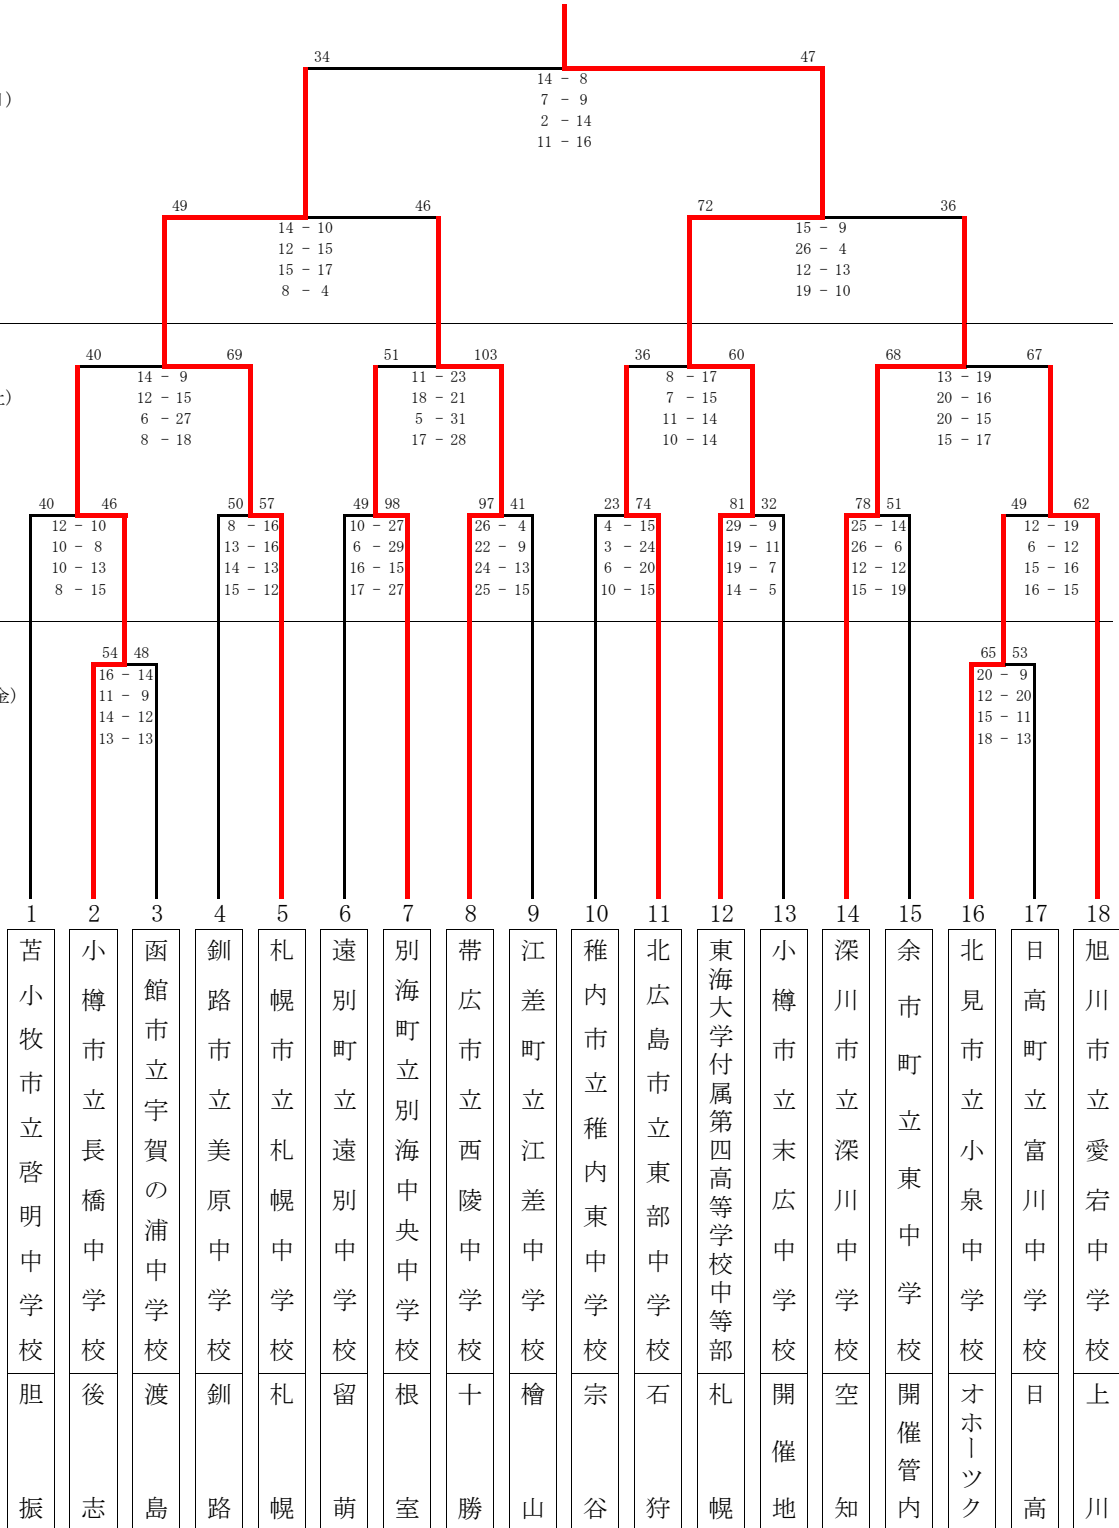 34 47
14 - 8
7 - 9
2 - 14
11 - 16
49 46 72 36
14 - 10 15 - 9
12 - 15 26 - 4
15 - 17 12 - 13
8 - 4 19 - 10
40 69 51 103 36 60 68 67
14 - 9 11 - 23 8 - 17 13 - 19
12 - 15 18 - 21 7 - 15 20 - 16
6 - 27 5 - 31 11 - 14 20 - 15
8 - 18 17 - 28 10 - 14 15 - 17
40 46 50 57 49 98 97 41 23 74 81 32 78 51 49 62
12 - 10 8 - 16 10 - 27 26 - 4 4 - 15 29 - 9 25 - 14 12 - 19
10 - 8 13 - 16 6 - 29 22 - 9 3 - 24 19 - 11 26 - 6 6 - 12
10 - 13 14 - 13 16 - 15 24 - 13 6 - 20 19 - 7 12 - 12 15 - 16
8 - 15 15 - 12 17 - 27 25 - 15 10 - 15 14 - 5 15 - 19 16 - 15
54 48 65 53
16 - 14 20 - 9
11 - 9 12 - 20
金)
14 - 12 15 - 11
13 - 13 18 - 13
1 2 3 4 5 6 7 8 9 10 11 12 13 14 15 16 17 18
苫小牧市立啓明中学校
小樽市立長橋中学校
函館市立宇賀の浦中学校
釧路市立美原中学校
札幌市立札幌中学校
遠別町立遠別中学校
別海町立別海中央中学校
帯広市立西陵中学校
江差町立江差中学校
稚内市立稚内東中学校
北広島市立東部中学校
東海大学付属第四高等学校中等部
小樽市立末広中学校
深川市立深川中学校
余市町立東中学校
北見市立小泉中学校
日高町立富川中学校
旭川市立愛宕中学校
胆振
後志
渡島
釧路
札幌
留萌
根室
十勝
檜山
宗谷
石狩
札幌
開催地
空知
開催管内
オホーツク
日高
上川